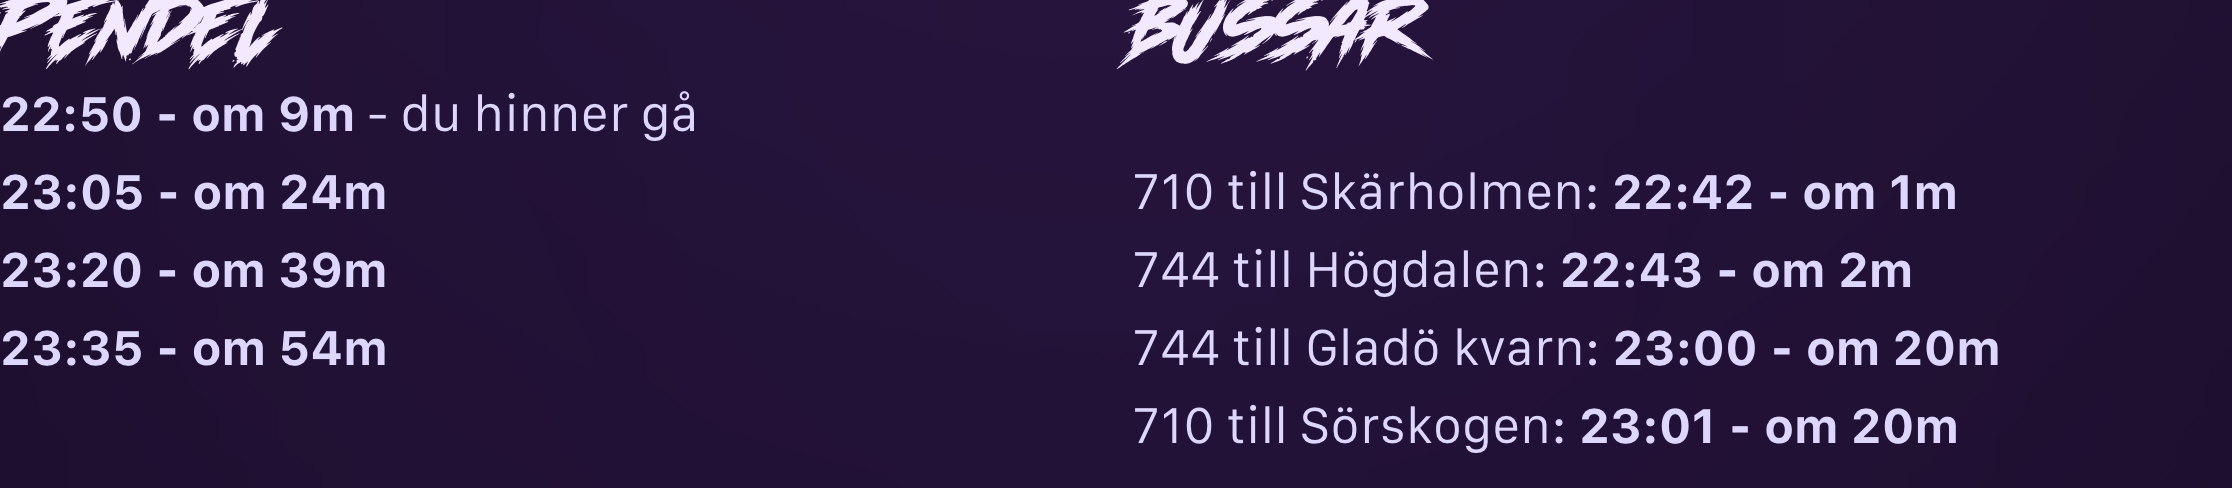 PENDEL
22:50 - om 9m - du hinner gå
23:05 - om 24m
23:20 - om 39m
23:35 - om 54m
BUSSAR
710 till Skärholmen: 22:42 - om 1m
744 till Högdalen: 22:43 - om 2m
744 till Gladö kvarn: 23:00 - om 20m
710 till Sörskogen: 23:01 - om 20m